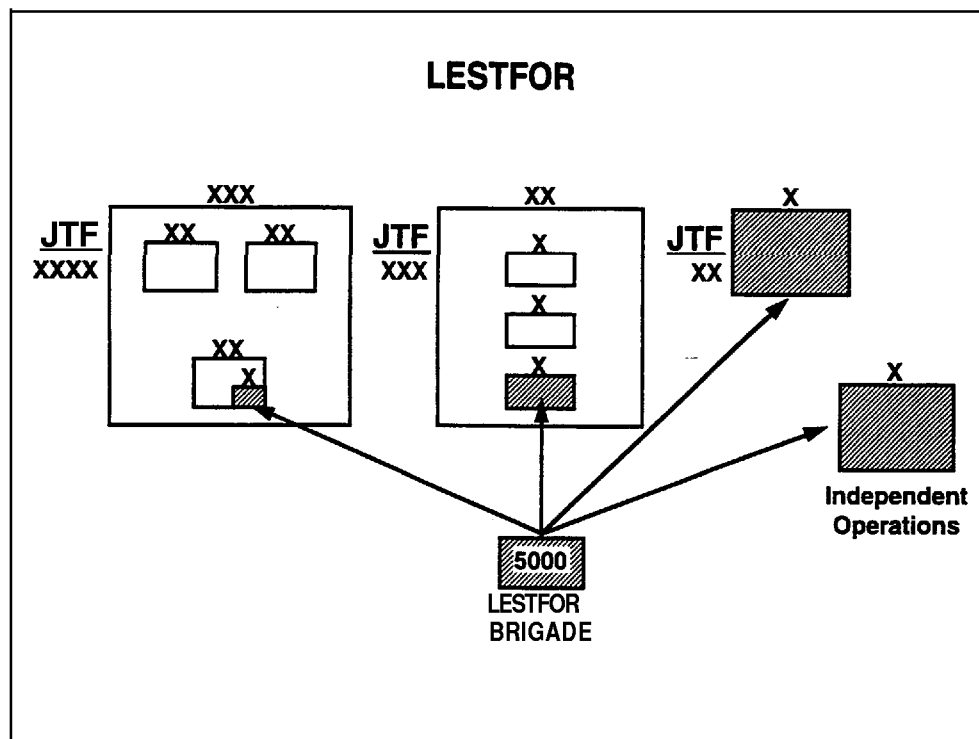 LESTFOR
XXX
JTF
XXXX
XX
XX
XX
X
XX
JTF
XXX
X
X
X
X
JTF
XX
X
Independent
Operations
5000
LESTFOR
BRIGADE